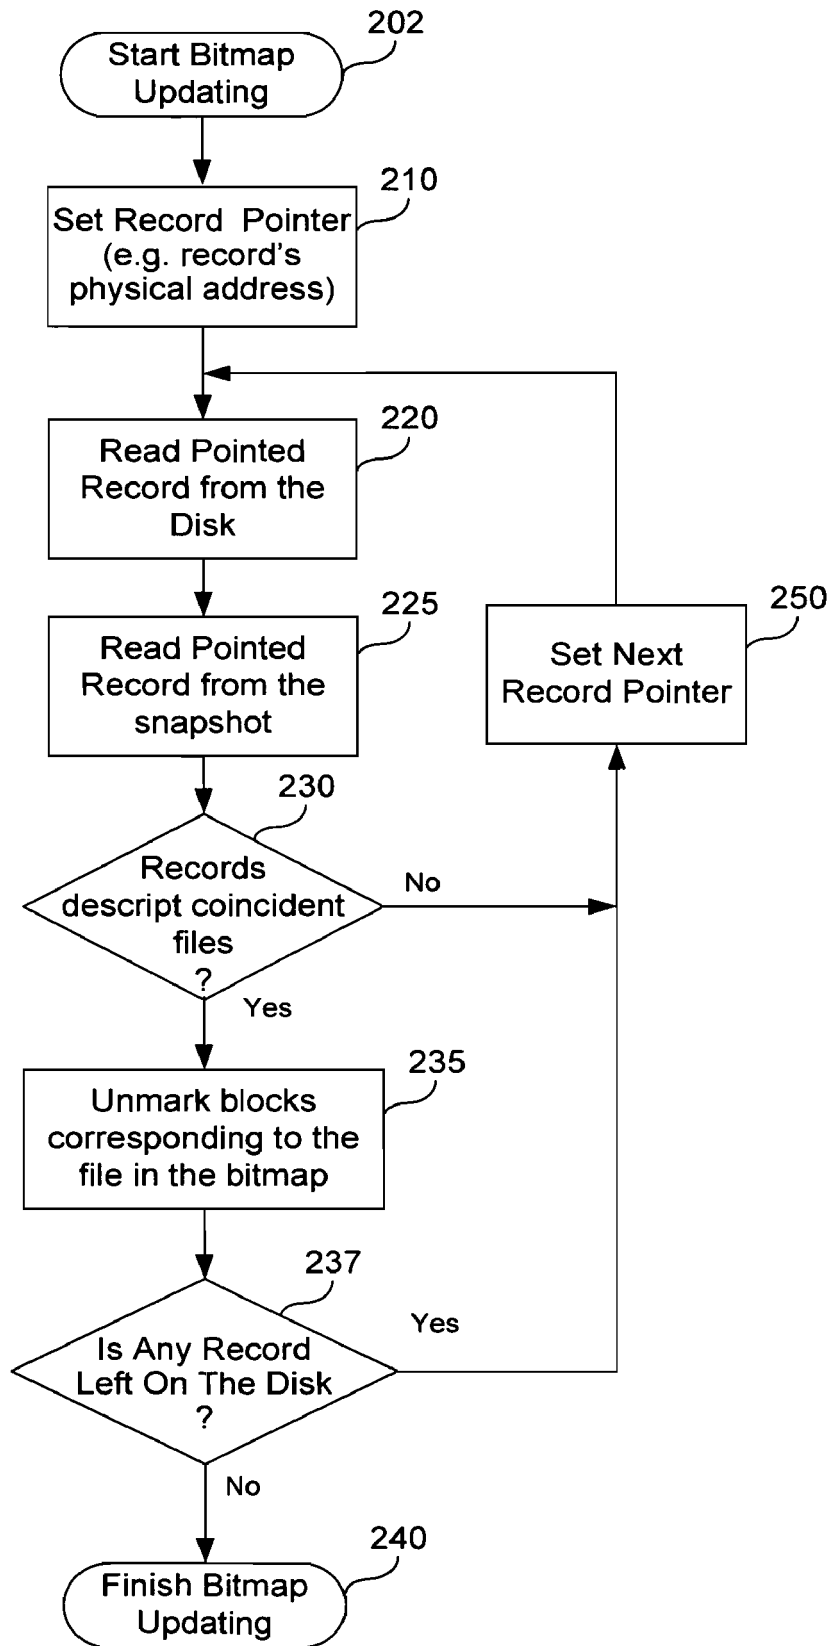 202
Start Bitmap
Updating
210
Set Record Pointer
(e.g. record's
physical address)
220
Read Pointed
Record from the
Disk
225
Read Pointed
Record from the
snapshot
250
Set Next
Record Pointer
230
Records
descript coincident
files
?
No
Yes
235
Unmark blocks
corresponding to the
file in the bitmap
237
Is Any Record
Left On The Disk
?
Yes
No
240
Finish Bitmap
Updating